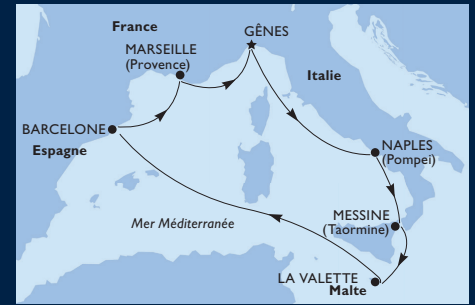 France
GÊNES
MARSEILLE
(Provence)
Italie
BARCELONE
Espagne
NAPLES
(Pompei)
Mer Méditerranée
MESSINE
(Taormine)
LA VALETTE
Malte